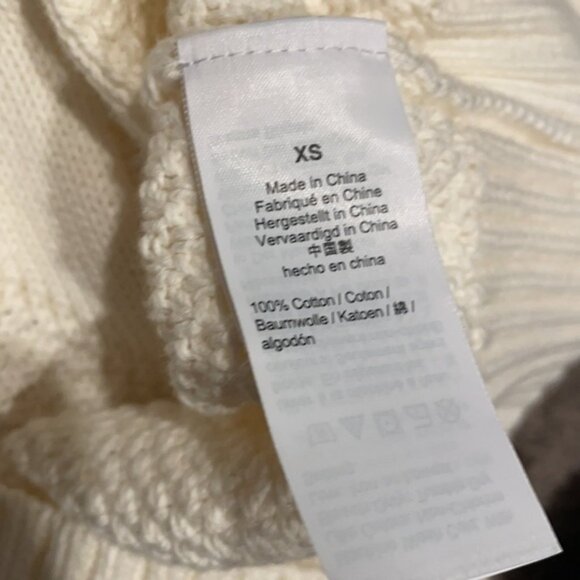 XS
Made in China
Fabriqué en Chine
Hergestellt in China
Vervaardigd in China
中国製
hecho en china
100% Cotton / Coton /
Baumwolle / Katoen / 綿 /
algodón